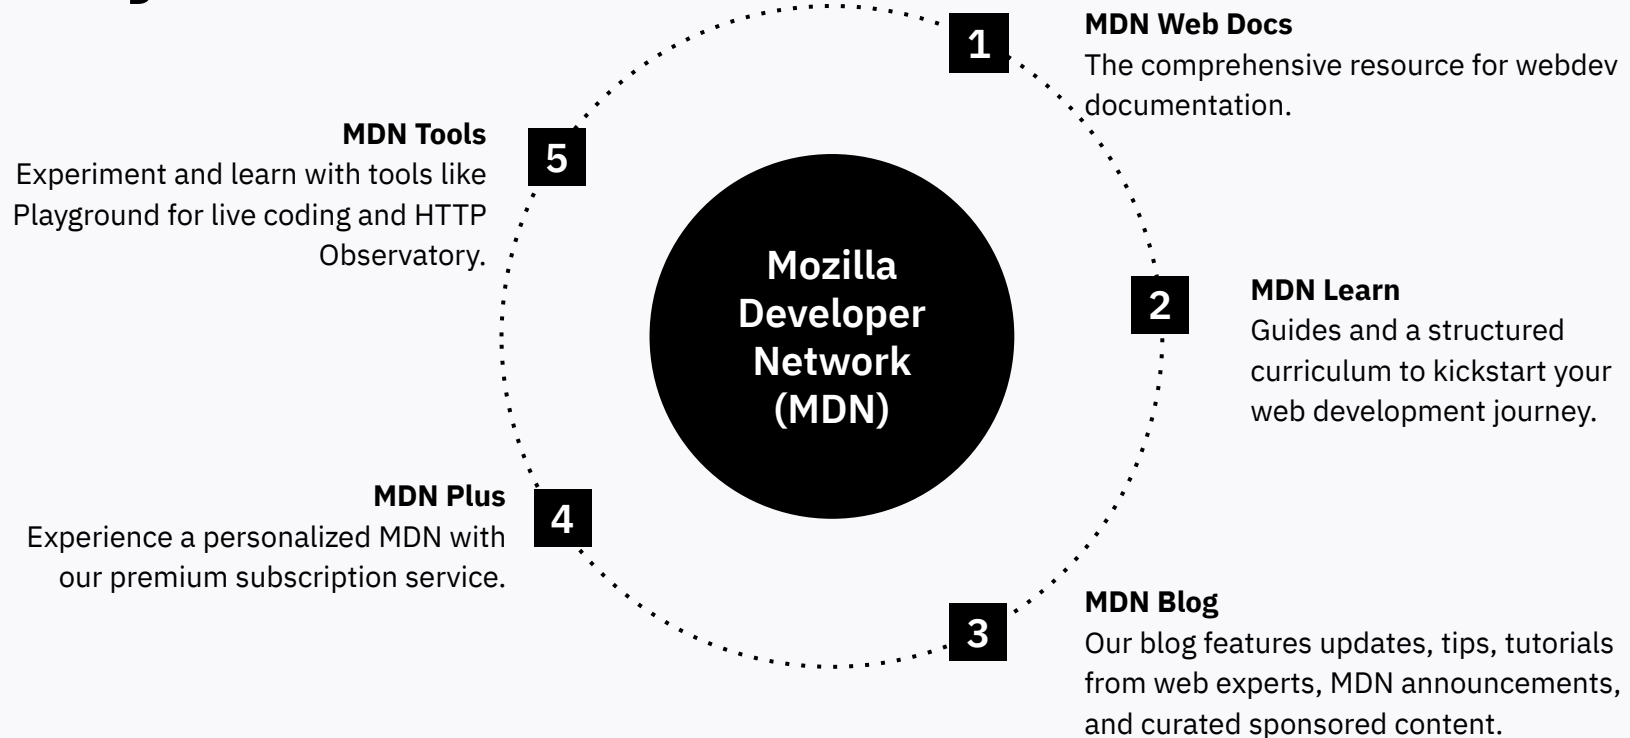 1
MDN Web Docs
The comprehensive resource for webdev
documentation.
2
MDN Learn
Guides and a structured
curriculum to kickstart your
web development journey.
3
MDN Blog
Our blog features updates, tips, tutorials
from web experts, MDN announcements,
and curated sponsored content.
4
MDN Plus
Experience a personalized MDN with
our premium subscription service.
5
MDN Tools
Experiment and learn with tools like
Playground for live coding and HTTP
Observatory.
Mozilla
Developer
Network
(MDN)